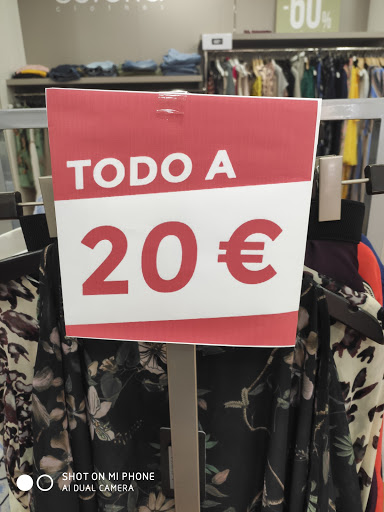 -60%
TODO A
20 €
SHOT ON MI PHONE
AI DUAL CAMERA